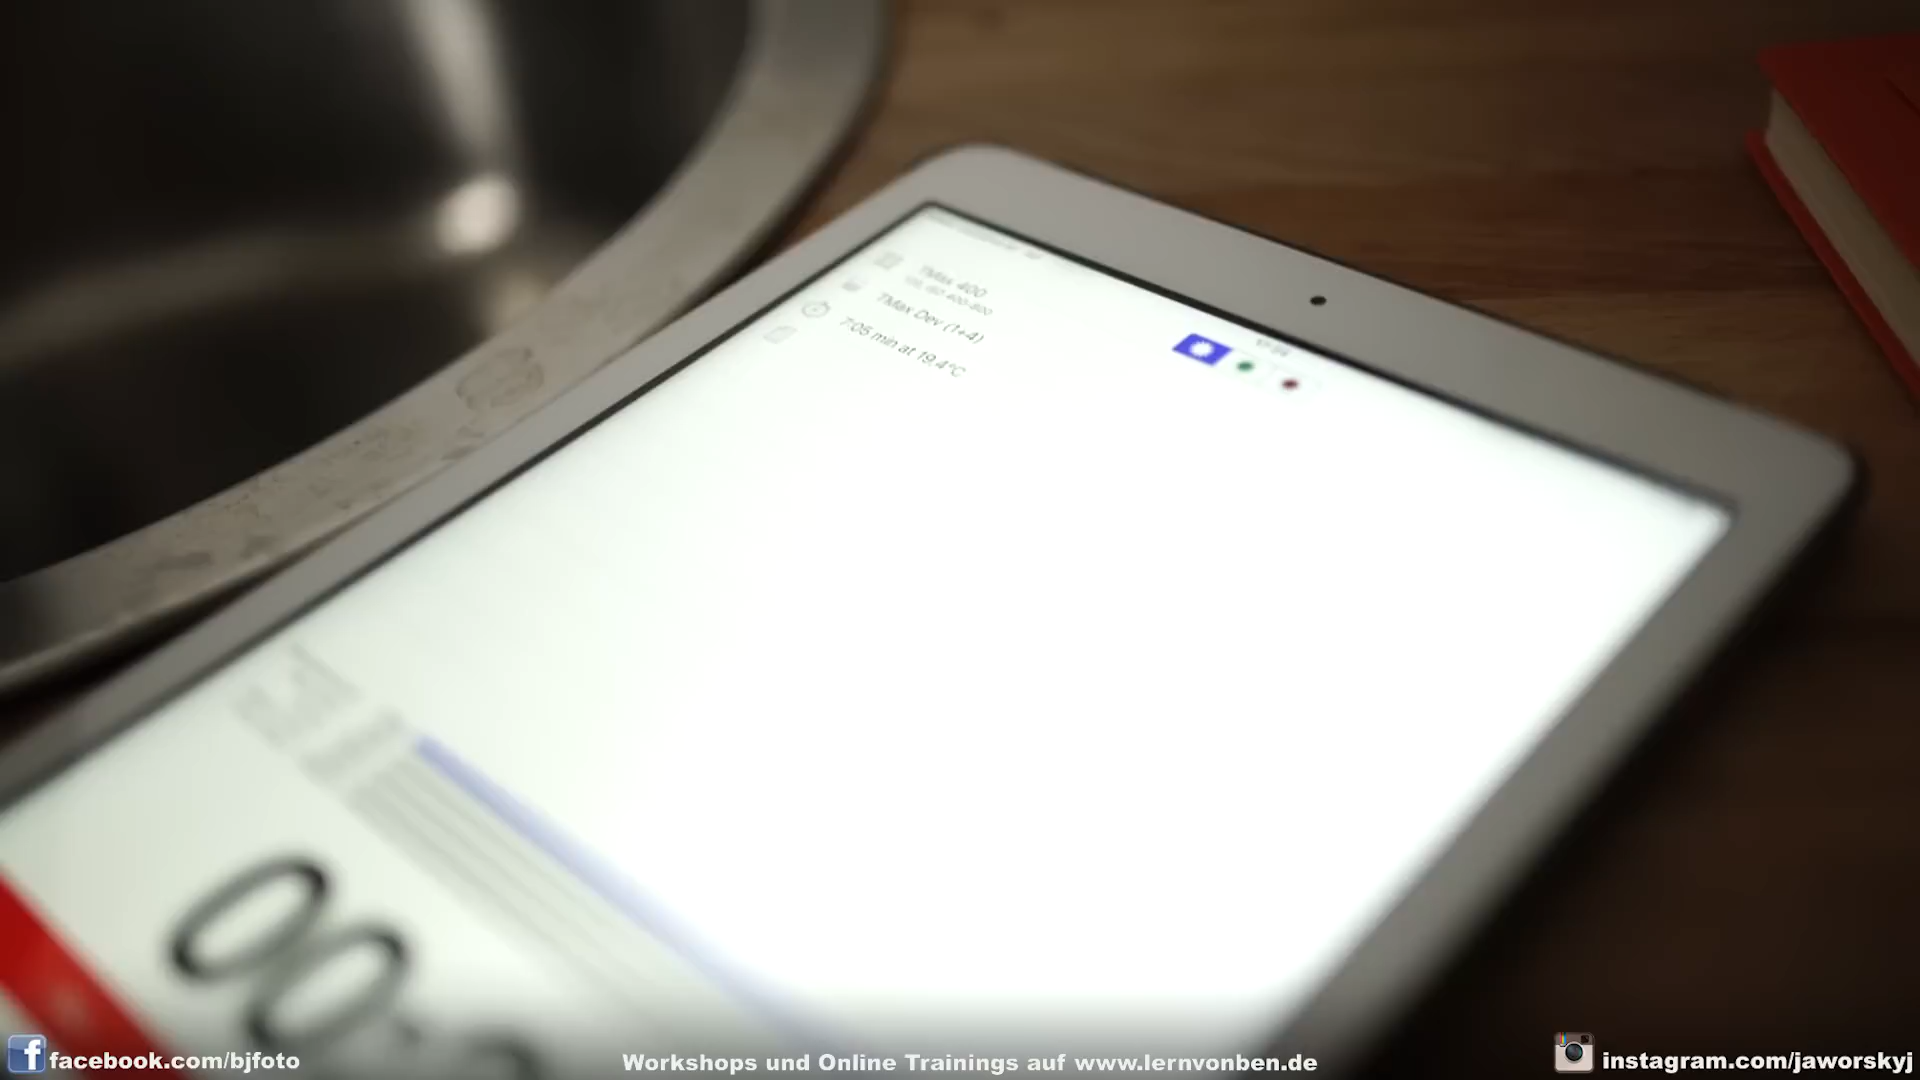 TMax 400
TMax Dev (1+4)
7:05 min at 19,4°C
00
facebook.com/bjfoto
Workshops und Online Trainings auf www.lernvonben.de
instagram.com/jaworskyj